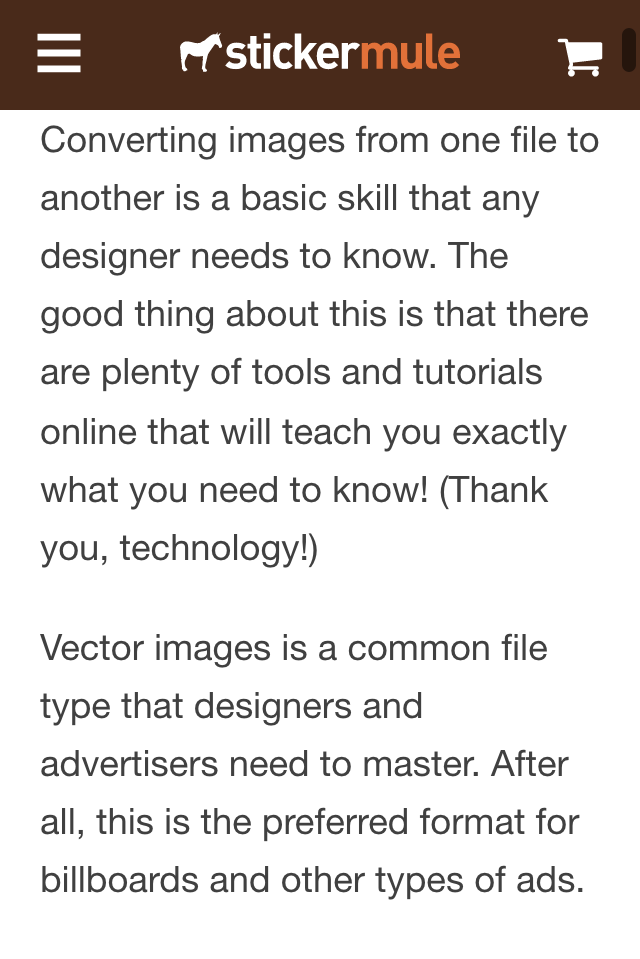 stickermule
Converting images from one file to
another is a basic skill that any
designer needs to know. The
good thing about this is that there
are plenty of tools and tutorials
online that will teach you exactly
what you need to know! (Thank
you, technology!)
Vector images is a common file
type that designers and
advertisers need to master. After
all, this is the preferred format for
billboards and other types of ads.